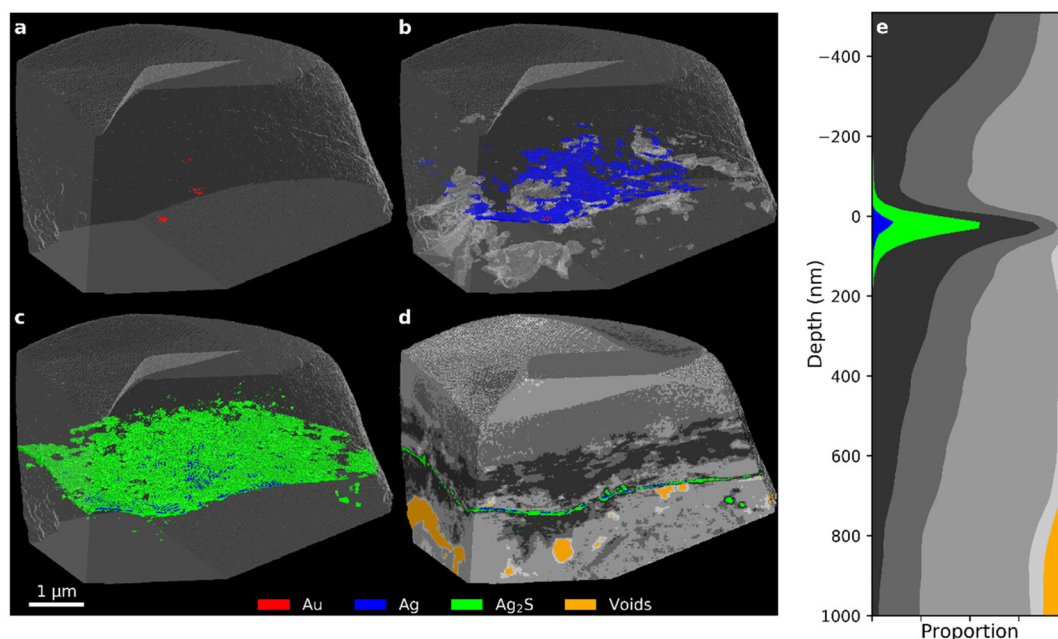 a
b
c
d
1 μm
Au
Ag
Ag₂S
Voids
e
−400
−200
0
200
400
600
800
1000
Depth (nm)
Proportion